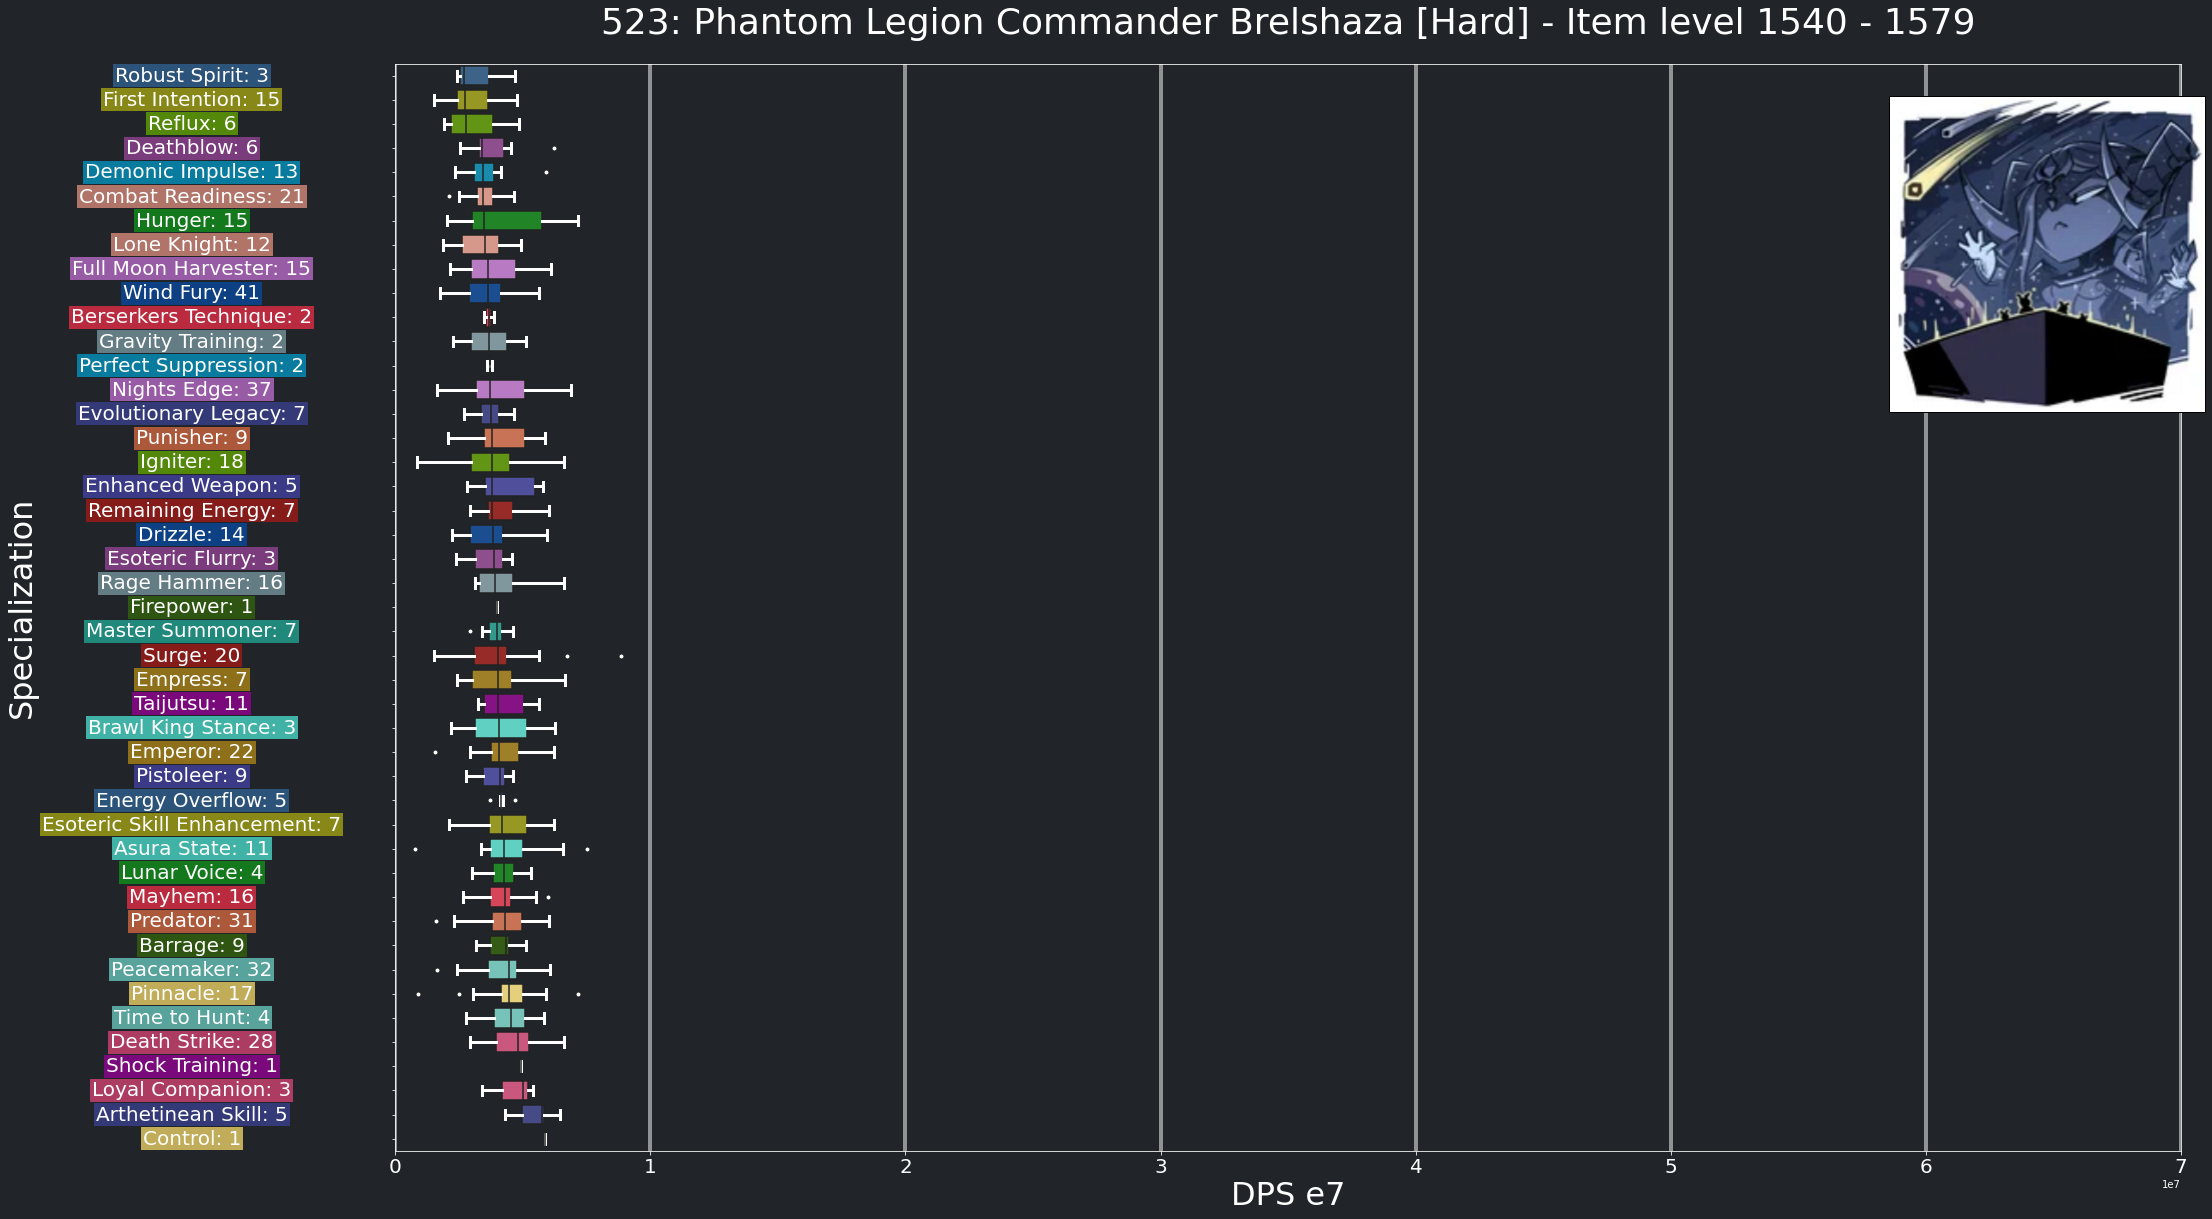 523: Phantom Legion Commander Brelshaza [Hard] - Item level 1540 - 1579
Specialization
Robust Spirit: 3
First Intention: 15
Reflux: 6
Deathblow: 6
Demonic Impulse: 13
Combat Readiness: 21
Hunger: 15
Lone Knight: 12
Full Moon Harvester: 15
Wind Fury: 41
Berserkers Technique: 2
Gravity Training: 2
Perfect Suppression: 2
Nights Edge: 37
Evolutionary Legacy: 7
Punisher: 9
Igniter: 18
Enhanced Weapon: 5
Remaining Energy: 7
Drizzle: 14
Esoteric Flurry: 3
Rage Hammer: 16
Firepower: 1
Master Summoner: 7
Surge: 20
Empress: 7
Taijutsu: 11
Brawl King Stance: 3
Emperor: 22
Pistoleer: 9
Energy Overflow: 5
Esoteric Skill Enhancement: 7
Asura State: 11
Lunar Voice: 4
Mayhem: 16
Predator: 31
Barrage: 9
Peacemaker: 32
Pinnacle: 17
Time to Hunt: 4
Death Strike: 28
Shock Training: 1
Loyal Companion: 3
Arthetinean Skill: 5
Control: 1
0 1 2 3 4 5 6 7
1e7
DPS e7